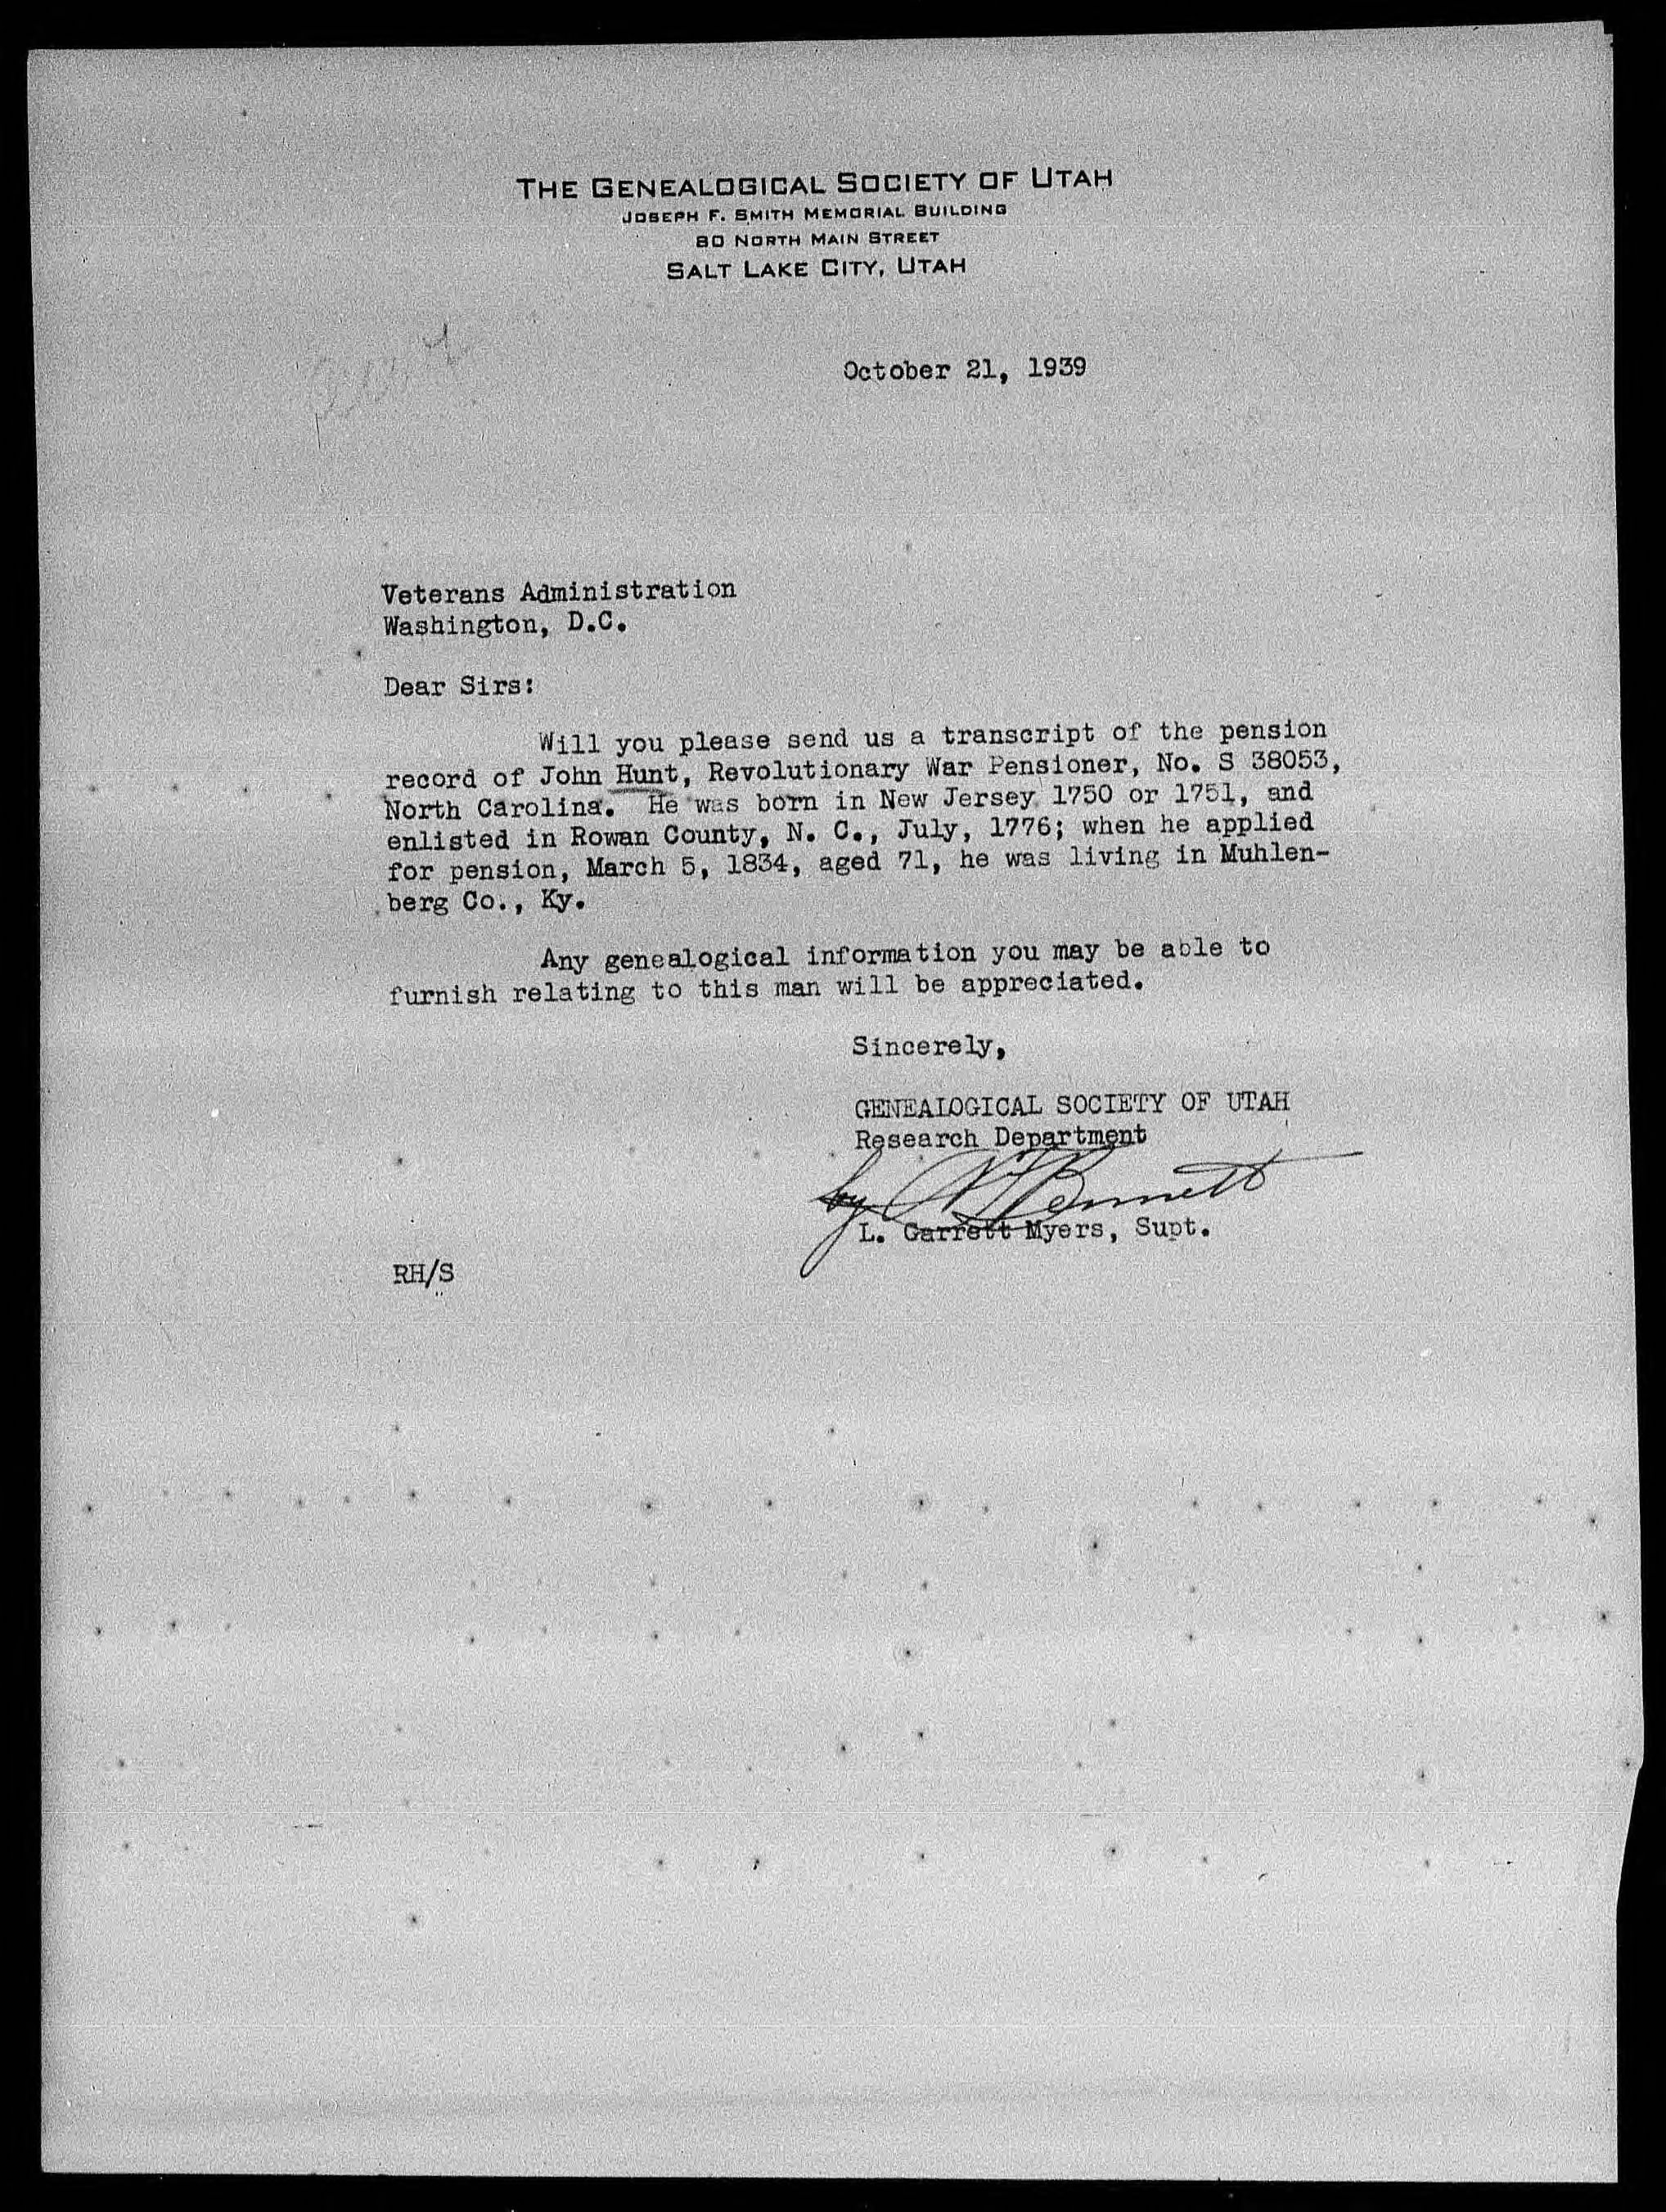 THE GENEALOGICAL SOCIETY OF UTAH
JOSEPH F. SMITH MEMORIAL BUILDING
80 NORTH MAIN STREET
SALT LAKE CITY, UTAH
October 21, 1939
Veterans Administration
Washington, D.C.
Dear Sirs:
Will you please send us a transcript of the pension
record of John Hunt, Revolutionary War Pensioner, No. S 38053,
North Carolina. He was born in New Jersey 1750 or 1751, and
enlisted in Rowan County, N. C., July, 1776; when he applied
for pension, March 5, 1834, aged 71, he was living in Muhlen-
berg Co., Ky.
Any genealogical information you may be able to
furnish relating to this man will be appreciated.
Sincerely,
GENEALOGICAL SOCIETY OF UTAH
Research Department
by Bennett
L. Garrett Myers, Supt.
RH/S